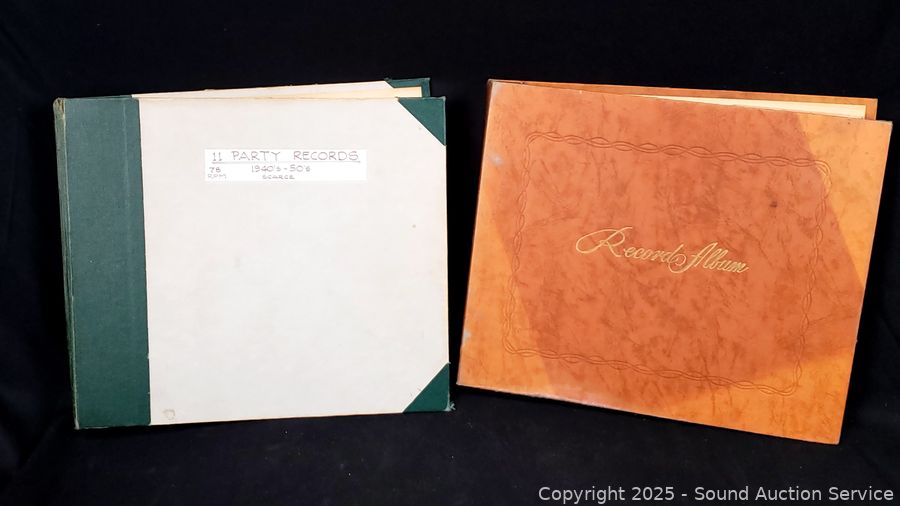 11 PARTY RECORDS
78 RPM 1940's - 50's
SCARCE
Record Album
Copyright © 2025 - Sound Auction Service